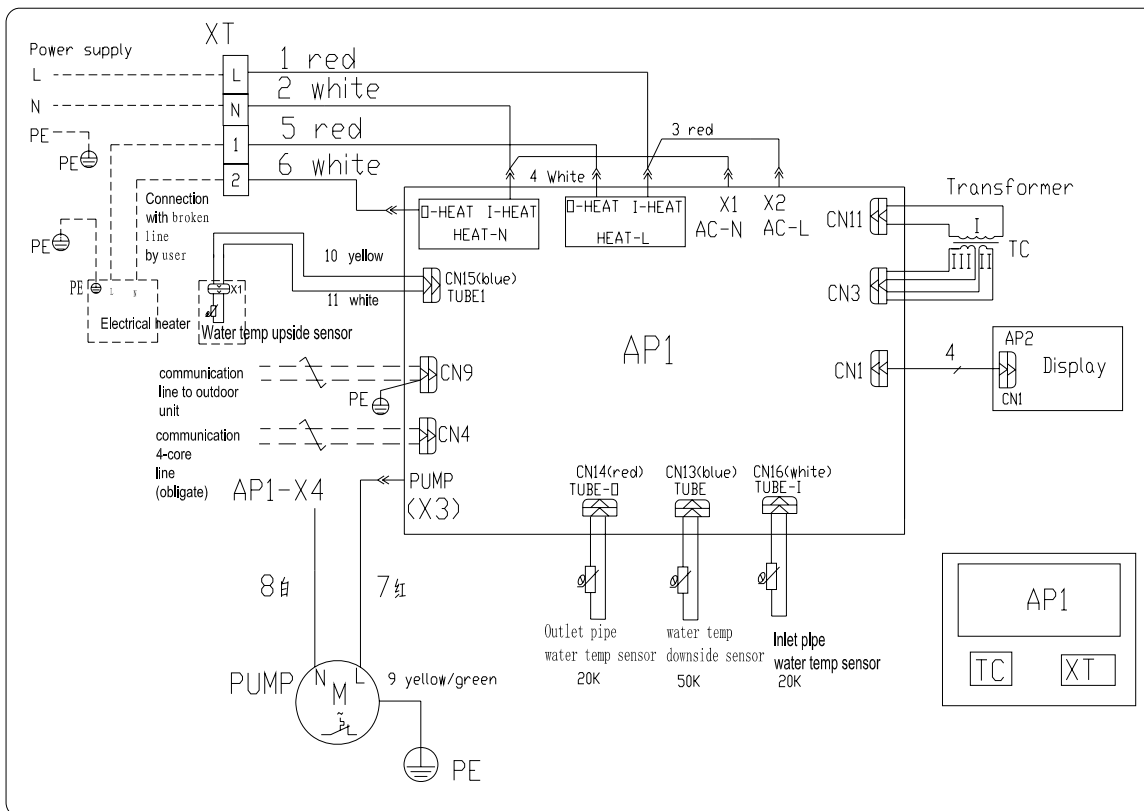 Power supply
XT
L
L
1 red
2 white
N
N
PE
PE
1
5 red
3 red
2
6 white
4 White
Transformer
PE
Connection
with broken
line
by user
O-HEAT I-HEAT
HEAT-N
O-HEAT I-HEAT
HEAT-L
X1
AC-N
X2
AC-L
CN11
I
III
II
TC
10 yellow
CN15(blue)
TUBE1
11 white
CN3
PE
L
N
X1
Electrical heater
Water temp upside sensor
AP1
communication
line to outdoor
unit
CN9
PE
CN1
4
AP2
Display
CN1
communication
4-core
line
(obligate)
CN4
AP1-X4
PUMP
(X3)
CN14(red)
TUBE-O
CN13(blue)
TUBE
CN16(white)
TUBE-I
8白
7红
Outlet pipe
water temp sensor
20K
water temp
downside sensor
50K
Inlet pipe
water temp sensor
20K
AP1
TC
XT
PUMP
N
L
M
~
9 yellow/green
PE